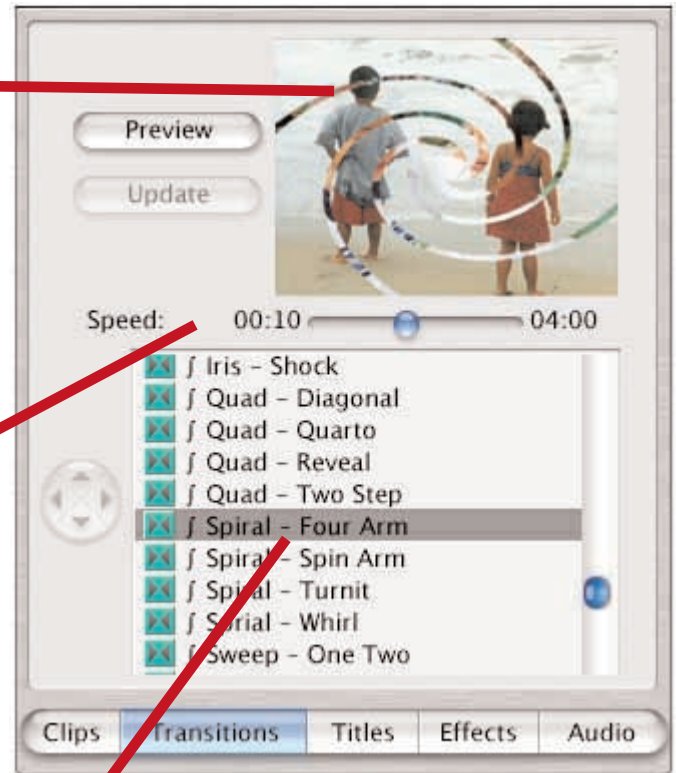 Preview
Update
Speed: 00:10 04:00
∫ Iris – Shock
∫ Quad – Diagonal
∫ Quad – Quarto
∫ Quad – Reveal
∫ Quad – Two Step
∫ Spiral – Four Arm
∫ Spiral – Spin Arm
∫ Spiral – Turnit
∫ Sprial – Whirl
∫ Sweep – One Two
Clips Transitions Titles Effects Audio